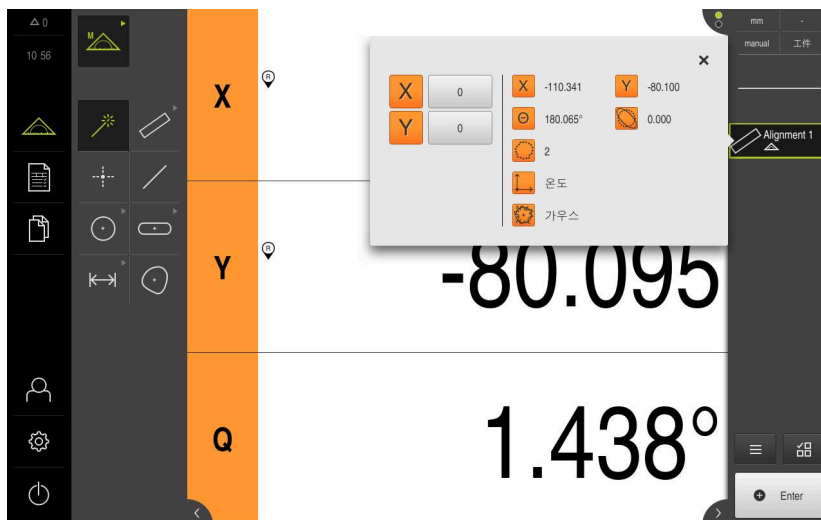 0
10 56
M
X
R
Y
R
-80.095
Q
1.438°
X
0
Y
0
X -110.341
Y -80.100
Θ 180.065°
0.000
2
온도
가우스
mm
-
manual
工件
Alignment 1
Enter